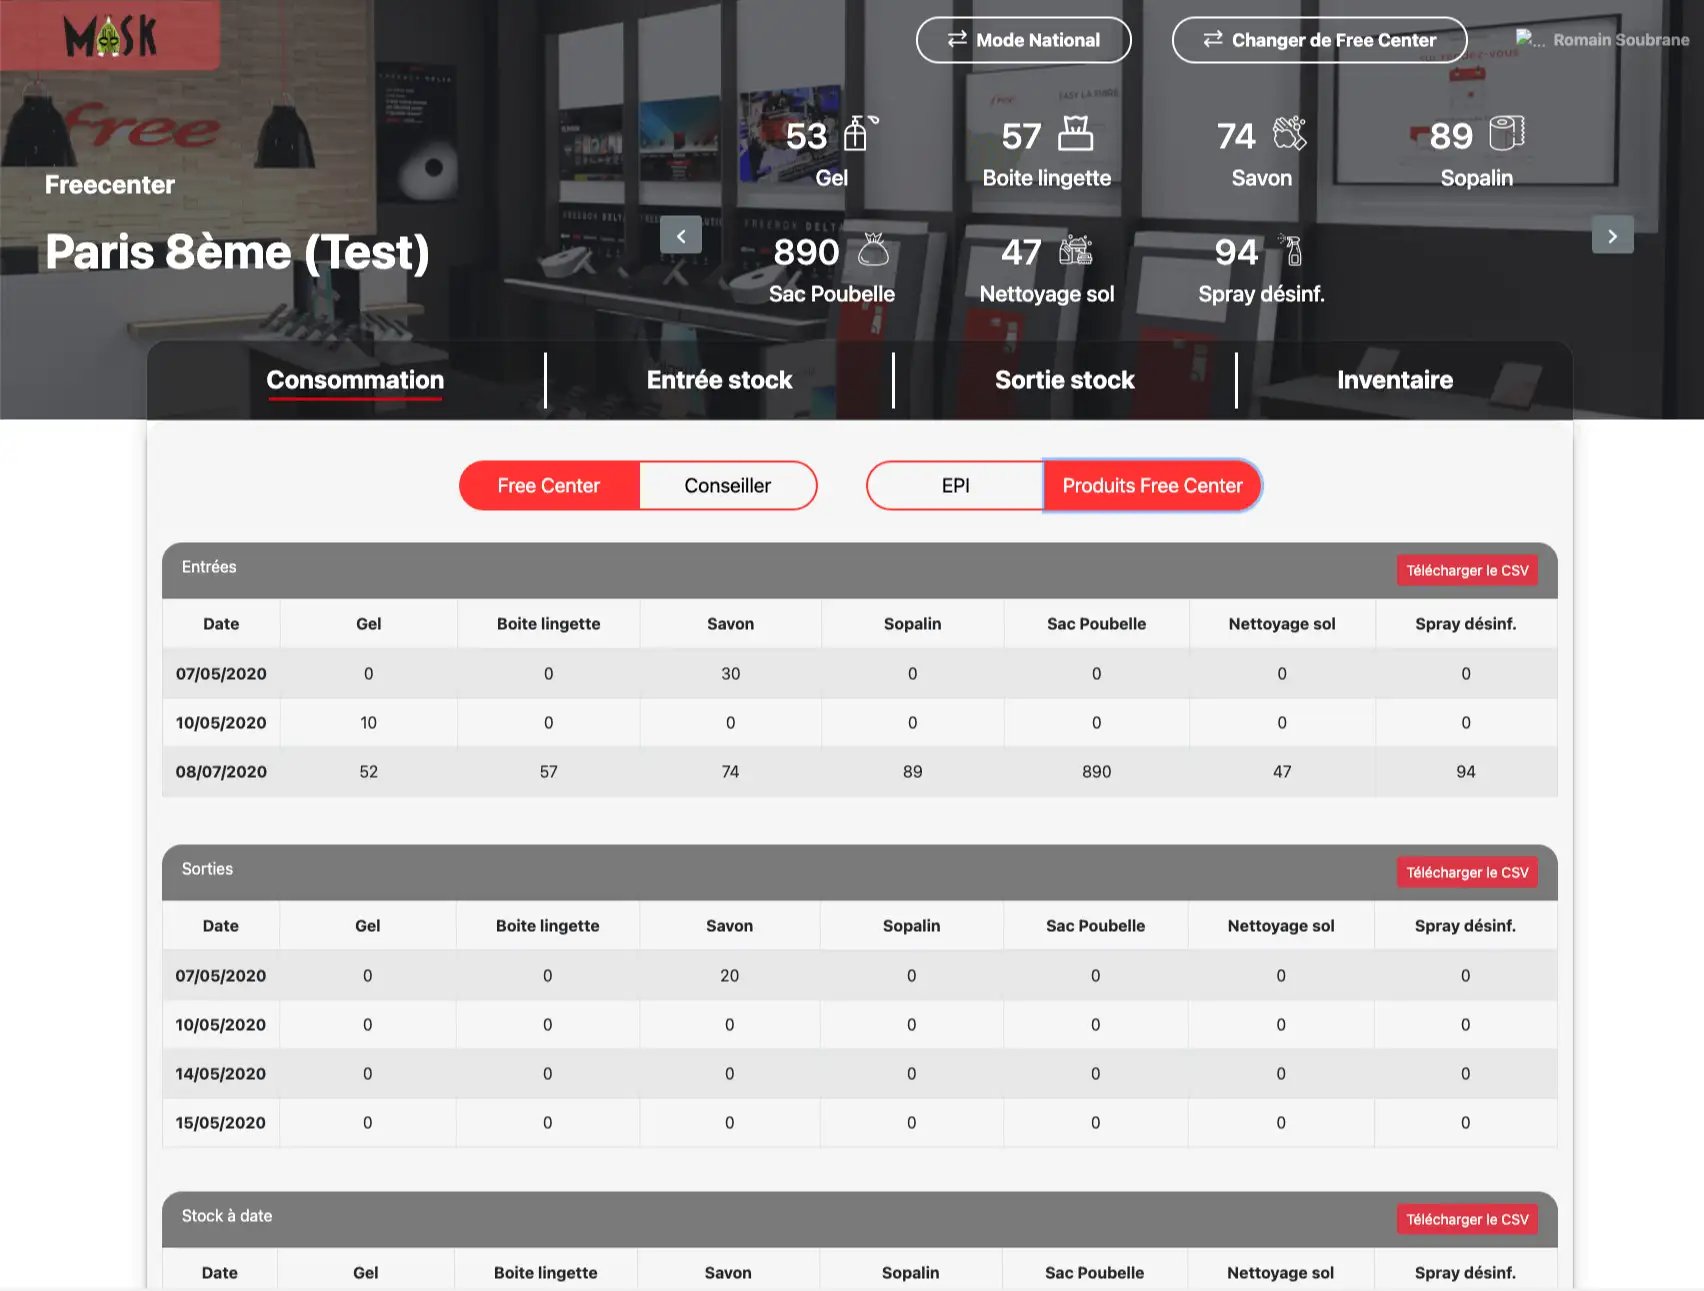 MASK
Mode National
Changer de Free Center
... Romain Soubrane
free
Freecenter
Paris 8ème (Test)
53
Gel
57
Boite lingette
74
Savon
89
Sopalin
890
Sac Poubelle
47
Nettoyage sol
94
Spray désinf.
Consommation
Entrée stock
Sortie stock
Inventaire
Free Center
Conseiller
EPI
Produits Free Center
Entrées
Télécharger le CSV
Date Gel Boite lingette Savon Sopalin Sac Poubelle Nettoyage sol Spray désinf.
07/05/2020 0 0 30 0 0 0 0
10/05/2020 10 0 0 0 0 0 0
08/07/2020 52 57 74 89 890 47 94
Sorties
Télécharger le CSV
Date Gel Boite lingette Savon Sopalin Sac Poubelle Nettoyage sol Spray désinf.
07/05/2020 0 0 20 0 0 0 0
10/05/2020 0 0 0 0 0 0 0
14/05/2020 0 0 0 0 0 0 0
15/05/2020 0 0 0 0 0 0 0
Stock à date
Télécharger le CSV
Date Gel Boite lingette Savon Sopalin Sac Poubelle Nettoyage sol Spray désinf.